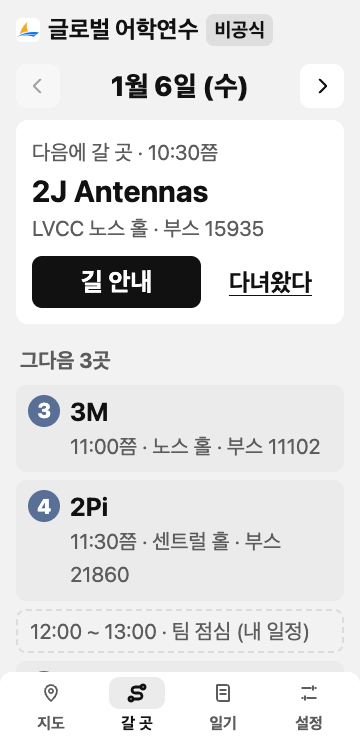 글로벌 어학연수 비공식
1월 6일 (수)
다음에 갈 곳 · 10:30쯤
2J Antennas
LVCC 노스 홀 · 부스 15935
길 안내 다녀왔다
그다음 3곳
3 3M
11:00쯤 · 노스 홀 · 부스 11102
4 2Pi
11:30쯤 · 센트럴 홀 · 부스
21860
12:00 ~ 13:00 · 팀 점심 (내 일정)
지도 갈 곳 일기 설정